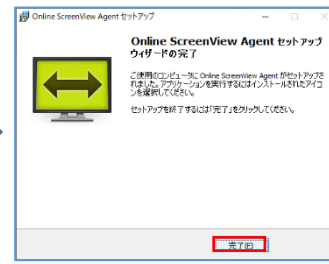 Online ScreenView Agent セットアップ
Online ScreenView Agent セットアップ
ウィザードの完了
ご使用のコンピュータに Online ScreenView Agent がセットアップさ
れました。アプリケーションを実行するにはインストールされたアイコ
ンを選択してください。
セットアップを終了するには「完了」をクリックしてください。
完了(F)